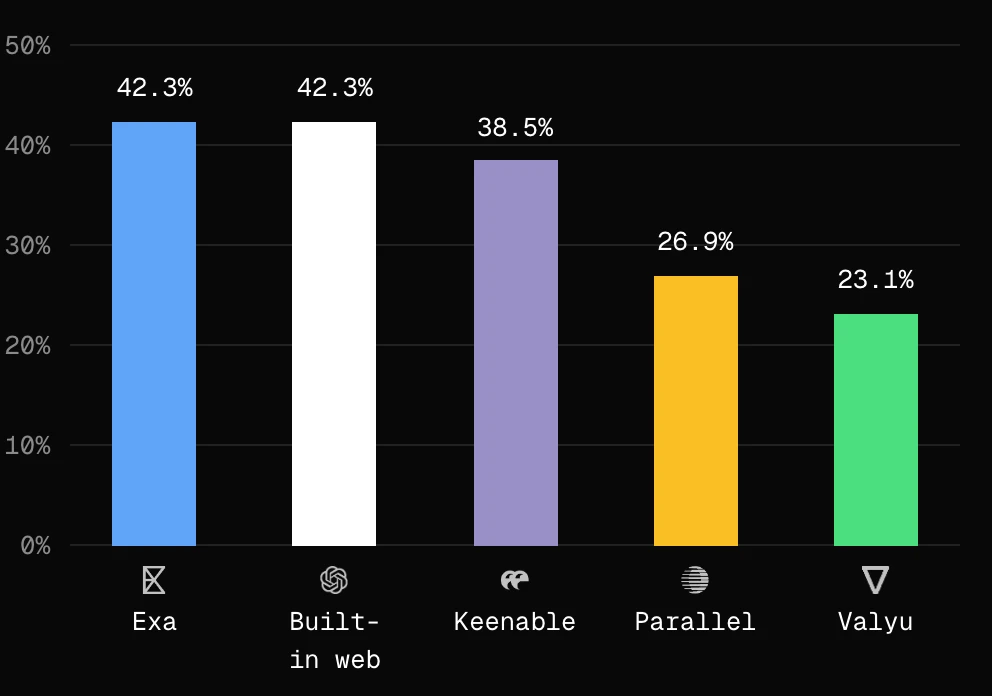 50%
42.3% 42.3%
38.5%
40%
30%
26.9%
23.1%
20%
10%
0%
Exa
Built-
in web
Keenable
Parallel
Valyu